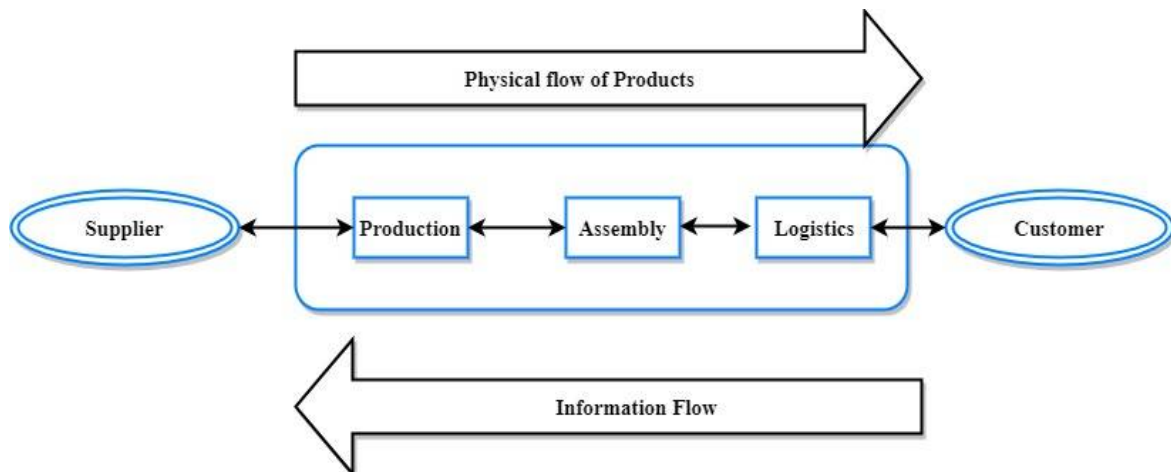 Physical flow of Products
Supplier
Production
Assembly
Logistics
Customer
Information Flow